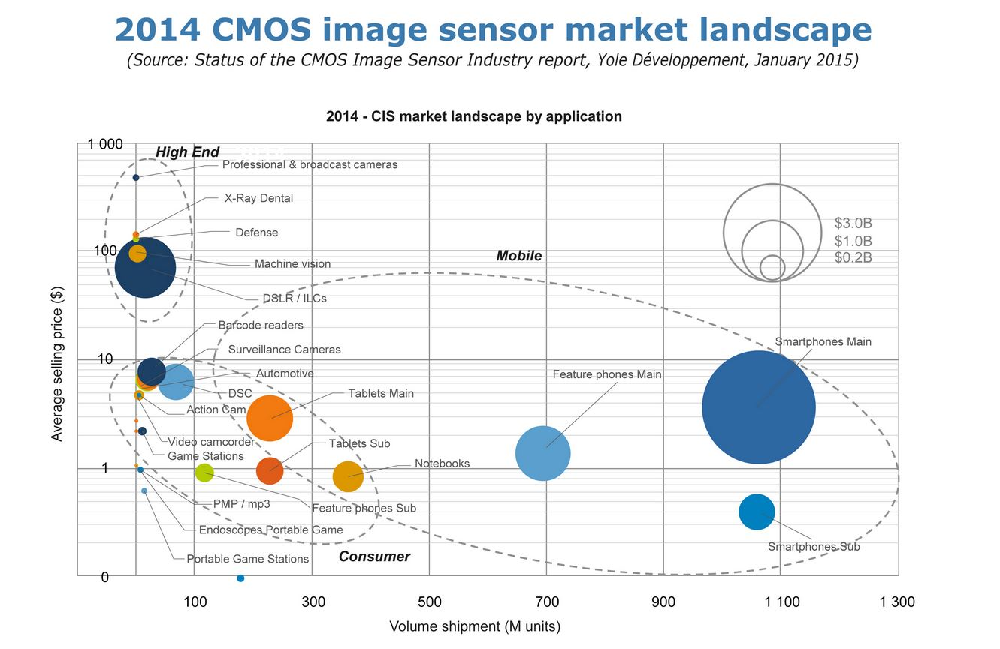 2014 CMOS image sensor market landscape
(Source: Status of the CMOS Image Sensor Industry report, Yole Développement, January 2015)
2014 - CIS market landscape by application
1 000
High End
Professional & broadcast cameras
X-Ray Dental
Defense
$3.0B
$1.0B
$0.2B
100
Mobile
Machine vision
DSLR / ILCs
Average selling price ($)
Barcode readers
Smartphones Main
Surveillance Cameras
10
Automotive
Feature phones Main
DSC
Tablets Main
Action Cam
Video camcorder
Tablets Sub
Game Stations
Notebooks
1
PMP / mp3
Feature phones Sub
Endoscopes Portable Game
Smartphones Sub
Portable Game Stations
Consumer
0
100
300
500
700
900
1 100
1 300
Volume shipment (M units)